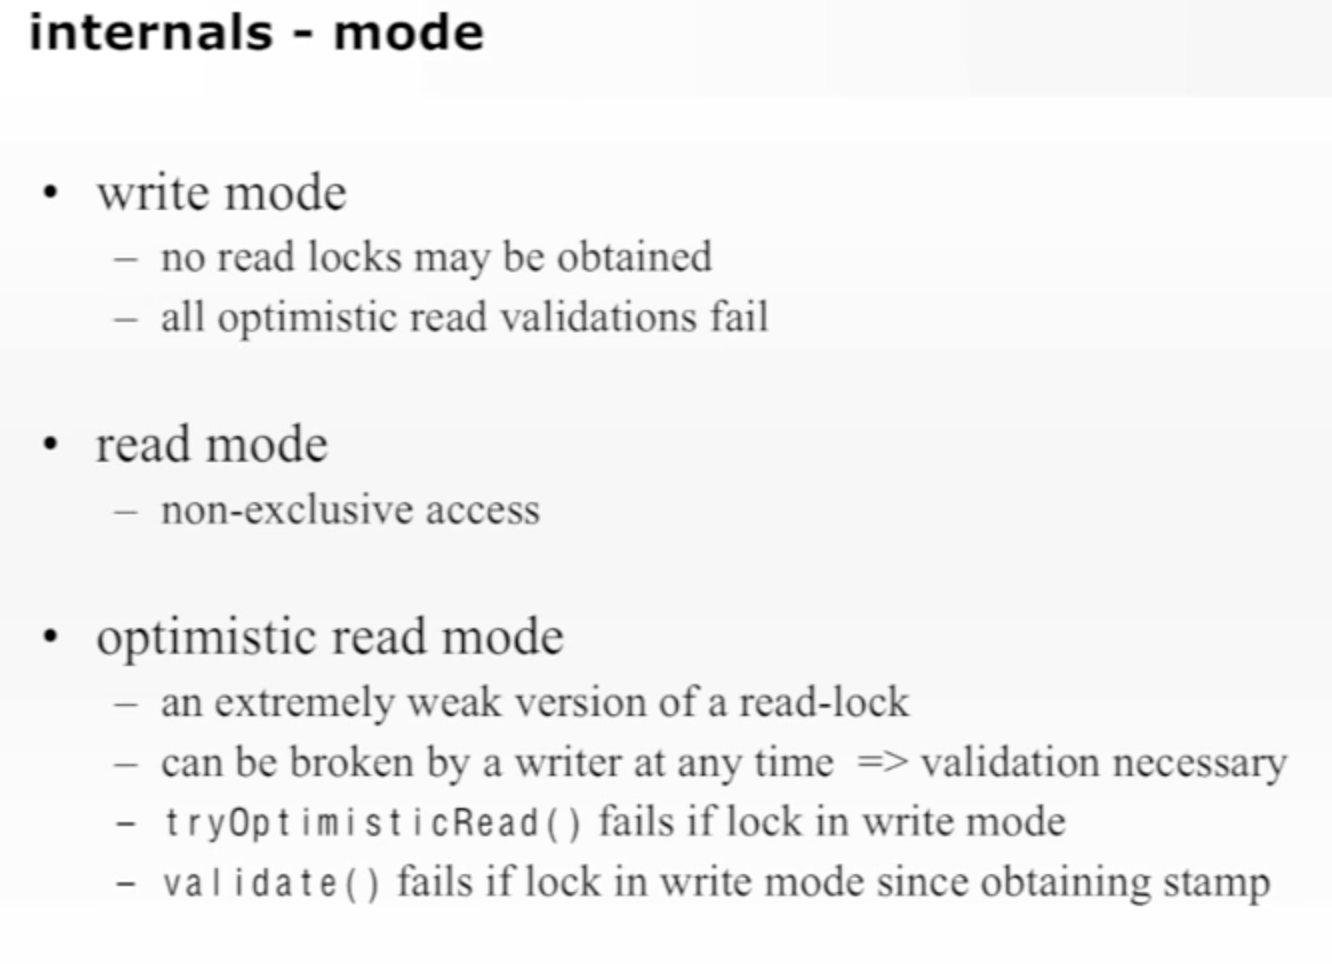 internals - mode
• write mode
– no read locks may be obtained
– all optimistic read validations fail
• read mode
– non-exclusive access
• optimistic read mode
– an extremely weak version of a read-lock
– can be broken by a writer at any time => validation necessary
– tryOptimisticRead() fails if lock in write mode
– validate() fails if lock in write mode since obtaining stamp